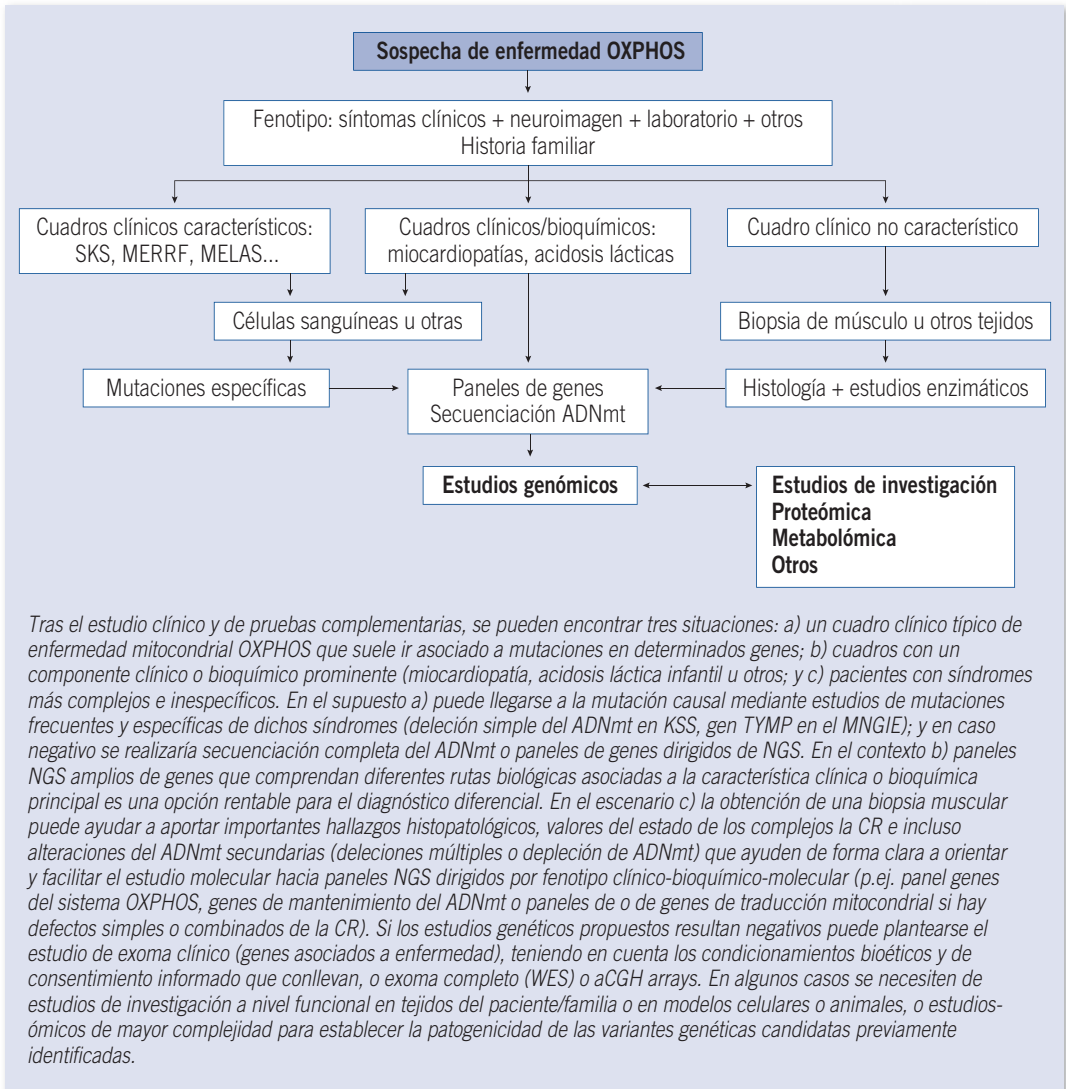 Sospecha de enfermedad OXPHOS
Fenotipo: síntomas clínicos + neuroimagen + laboratorio + otros
Historia familiar
Cuadros clínicos característicos:
SKS, MERRF, MELAS...
Cuadros clínicos/bioquímicos:
miocardiopatías, acidosis lácticas
Cuadro clínico no característico
Células sanguíneas u otras
Biopsia de músculo u otros tejidos
Mutaciones específicas
Paneles de genes
Secuenciación ADNmt
Histología + estudios enzimáticos
Estudios genómicos
Estudios de investigación
Proteómica
Metabolómica
Otros
Tras el estudio clínico y de pruebas complementarias, se pueden encontrar tres situaciones: a) un cuadro clínico típico de
enfermedad mitocondrial OXPHOS que suele ir asociado a mutaciones en determinados genes; b) cuadros con un
componente clínico o bioquímico prominente (miocardiopatía, acidosis láctica infantil u otros; y c) pacientes con síndromes
más complejos e inespecíficos. En el supuesto a) puede llegarse a la mutación causal mediante estudios de mutaciones
frecuentes y específicas de dichos síndromes (deleción simple del ADNmt en KSS, gen TYMP en el MNGIE); y en caso
negativo se realizaría secuenciación completa del ADNmt o paneles de genes dirigidos de NGS. En el contexto b) paneles
NGS amplios de genes que comprendan diferentes rutas biológicas asociadas a la característica clínica o bioquímica
principal es una opción rentable para el diagnóstico diferencial. En el escenario c) la obtención de una biopsia muscular
puede ayudar a aportar importantes hallazgos histopatológicos, valores del estado de los complejos la CR e incluso
alteraciones del ADNmt secundarias (deleciones múltiples o depleción de ADNmt) que ayuden de forma clara a orientar
y facilitar el estudio molecular hacia paneles NGS dirigidos por fenotipo clínico-bioquímico-molecular (p.ej. panel genes
del sistema OXPHOS, genes de mantenimiento del ADNmt o paneles de o de genes de traducción mitocondrial si hay
defectos simples o combinados de la CR). Si los estudios genéticos propuestos resultan negativos puede plantearse el
estudio de exoma clínico (genes asociados a enfermedad), teniendo en cuenta los condicionamientos bioéticos y de
consentimiento informado que conllevan, o exoma completo (WES) o aCGH arrays. En algunos casos se necesiten de
estudios de investigación a nivel funcional en tejidos del paciente/familia o en modelos celulares o animales, o estudios-
ómicos de mayor complejidad para establecer la patogenicidad de las variantes genéticas candidatas previamente
identificadas.